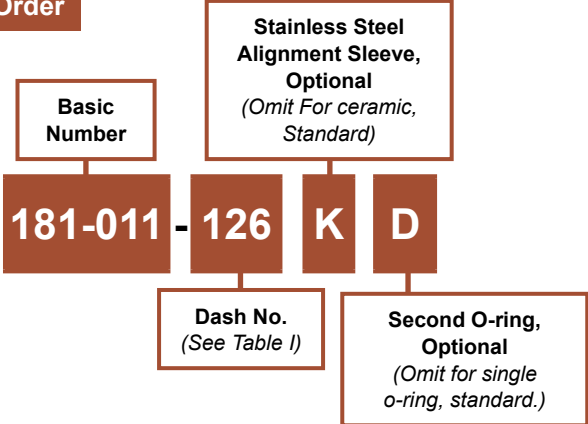 Order
Stainless Steel
Alignment Sleeve,
Optional
(Omit For ceramic,
Standard)
Basic
Number
181-011 - 126 K D
Dash No.
(See Table I)
Second O-ring,
Optional
(Omit for single
o-ring, standard.)